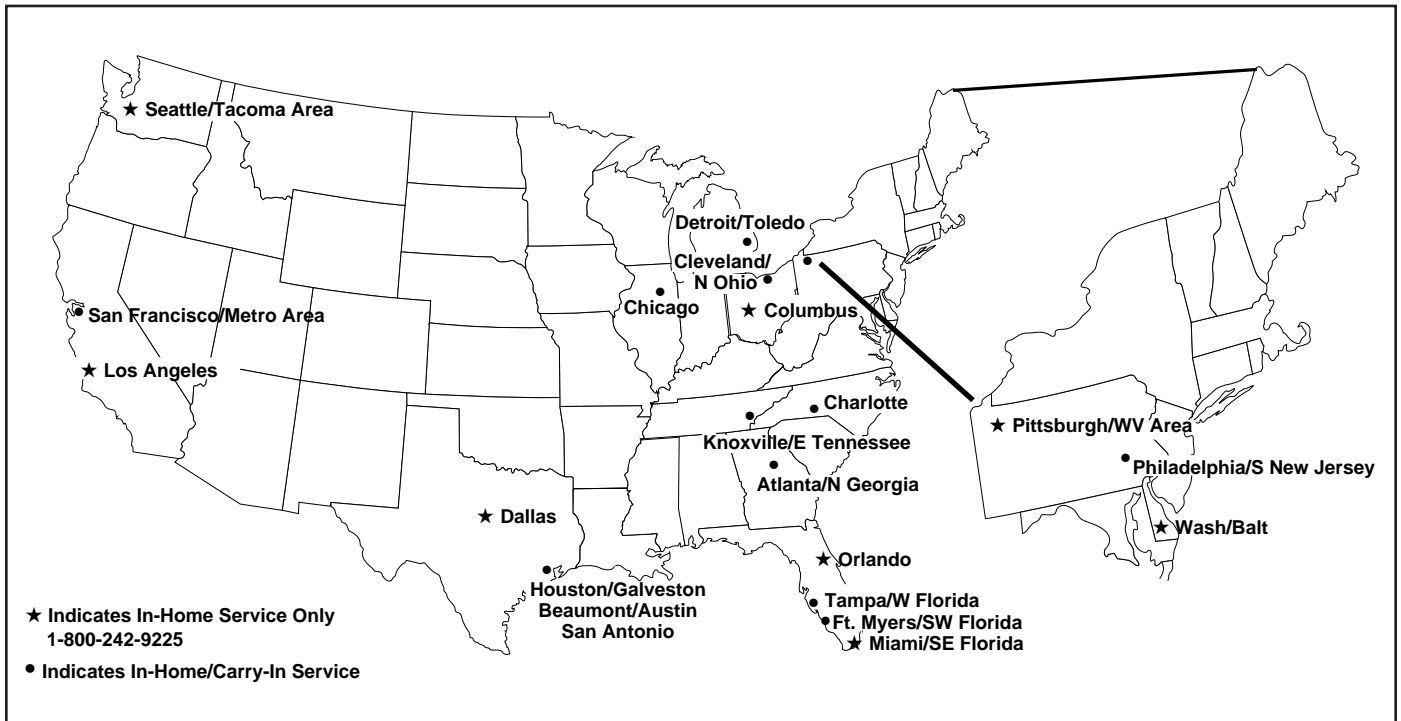 ★ Seattle/Tacoma Area
Detroit/Toledo
Cleveland/
N Ohio
Chicago
★ Columbus
San Francisco/Metro Area
★ Los Angeles
Charlotte
Knoxville/E Tennessee
Atlanta/N Georgia
★ Pittsburgh/WV Area
Philadelphia/S New Jersey
★ Wash/Balt
★ Dallas
★ Orlando
Houston/Galveston
Beaumont/Austin
San Antonio
Tampa/W Florida
Ft. Myers/SW Florida
★ Miami/SE Florida
★ Indicates In-Home Service Only
1-800-242-9225
• Indicates In-Home/Carry-In Service